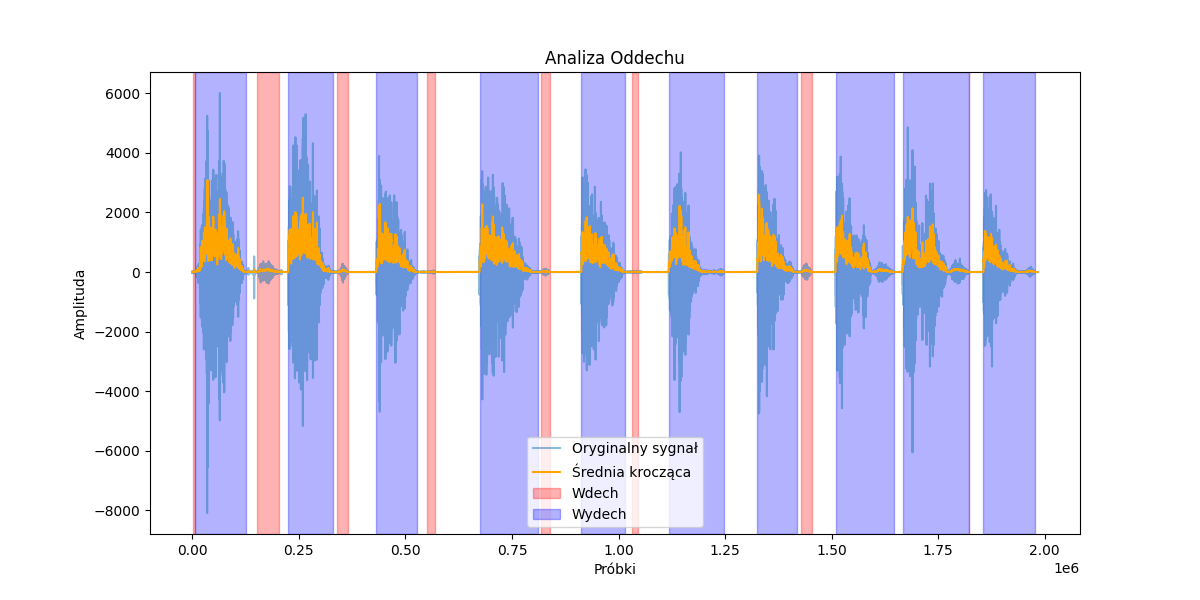 Analiza Oddechu
Amplituda
6000
4000
2000
0
−2000
−4000
−6000
−8000
Oryginalny sygnał
Średnia krocząca
Wdech
Wydech
0.00 0.25 0.50 0.75 1.00 1.25 1.50 1.75 2.00
Próbki
1e6